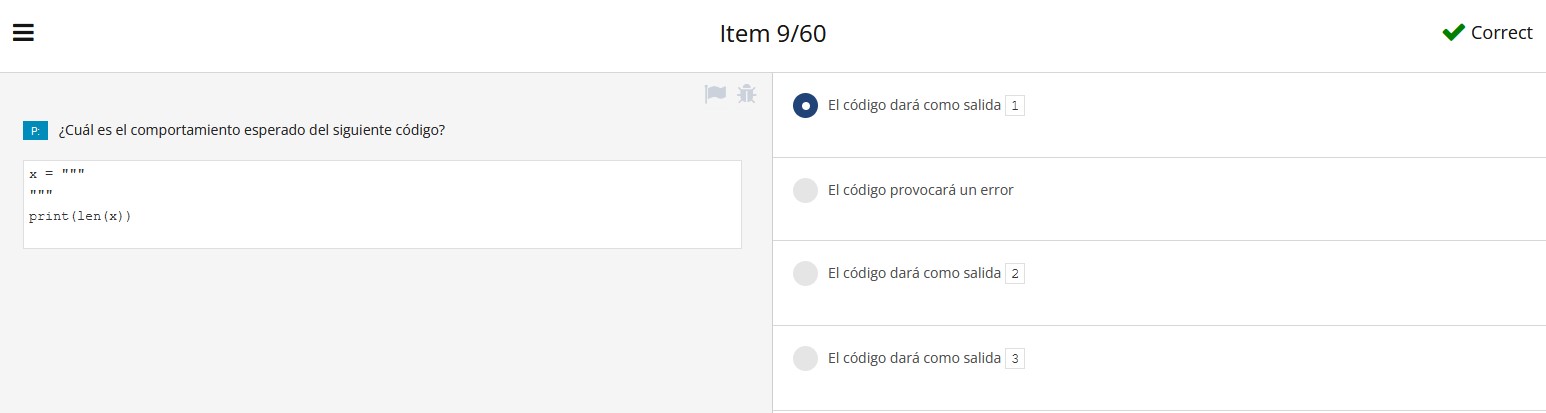 Item 9/60
Correct
P: ¿Cuál es el comportamiento esperado del siguiente código?
x = """
"""
print(len(x))
El código dará como salida 1
El código provocará un error
El código dará como salida 2
El código dará como salida 3